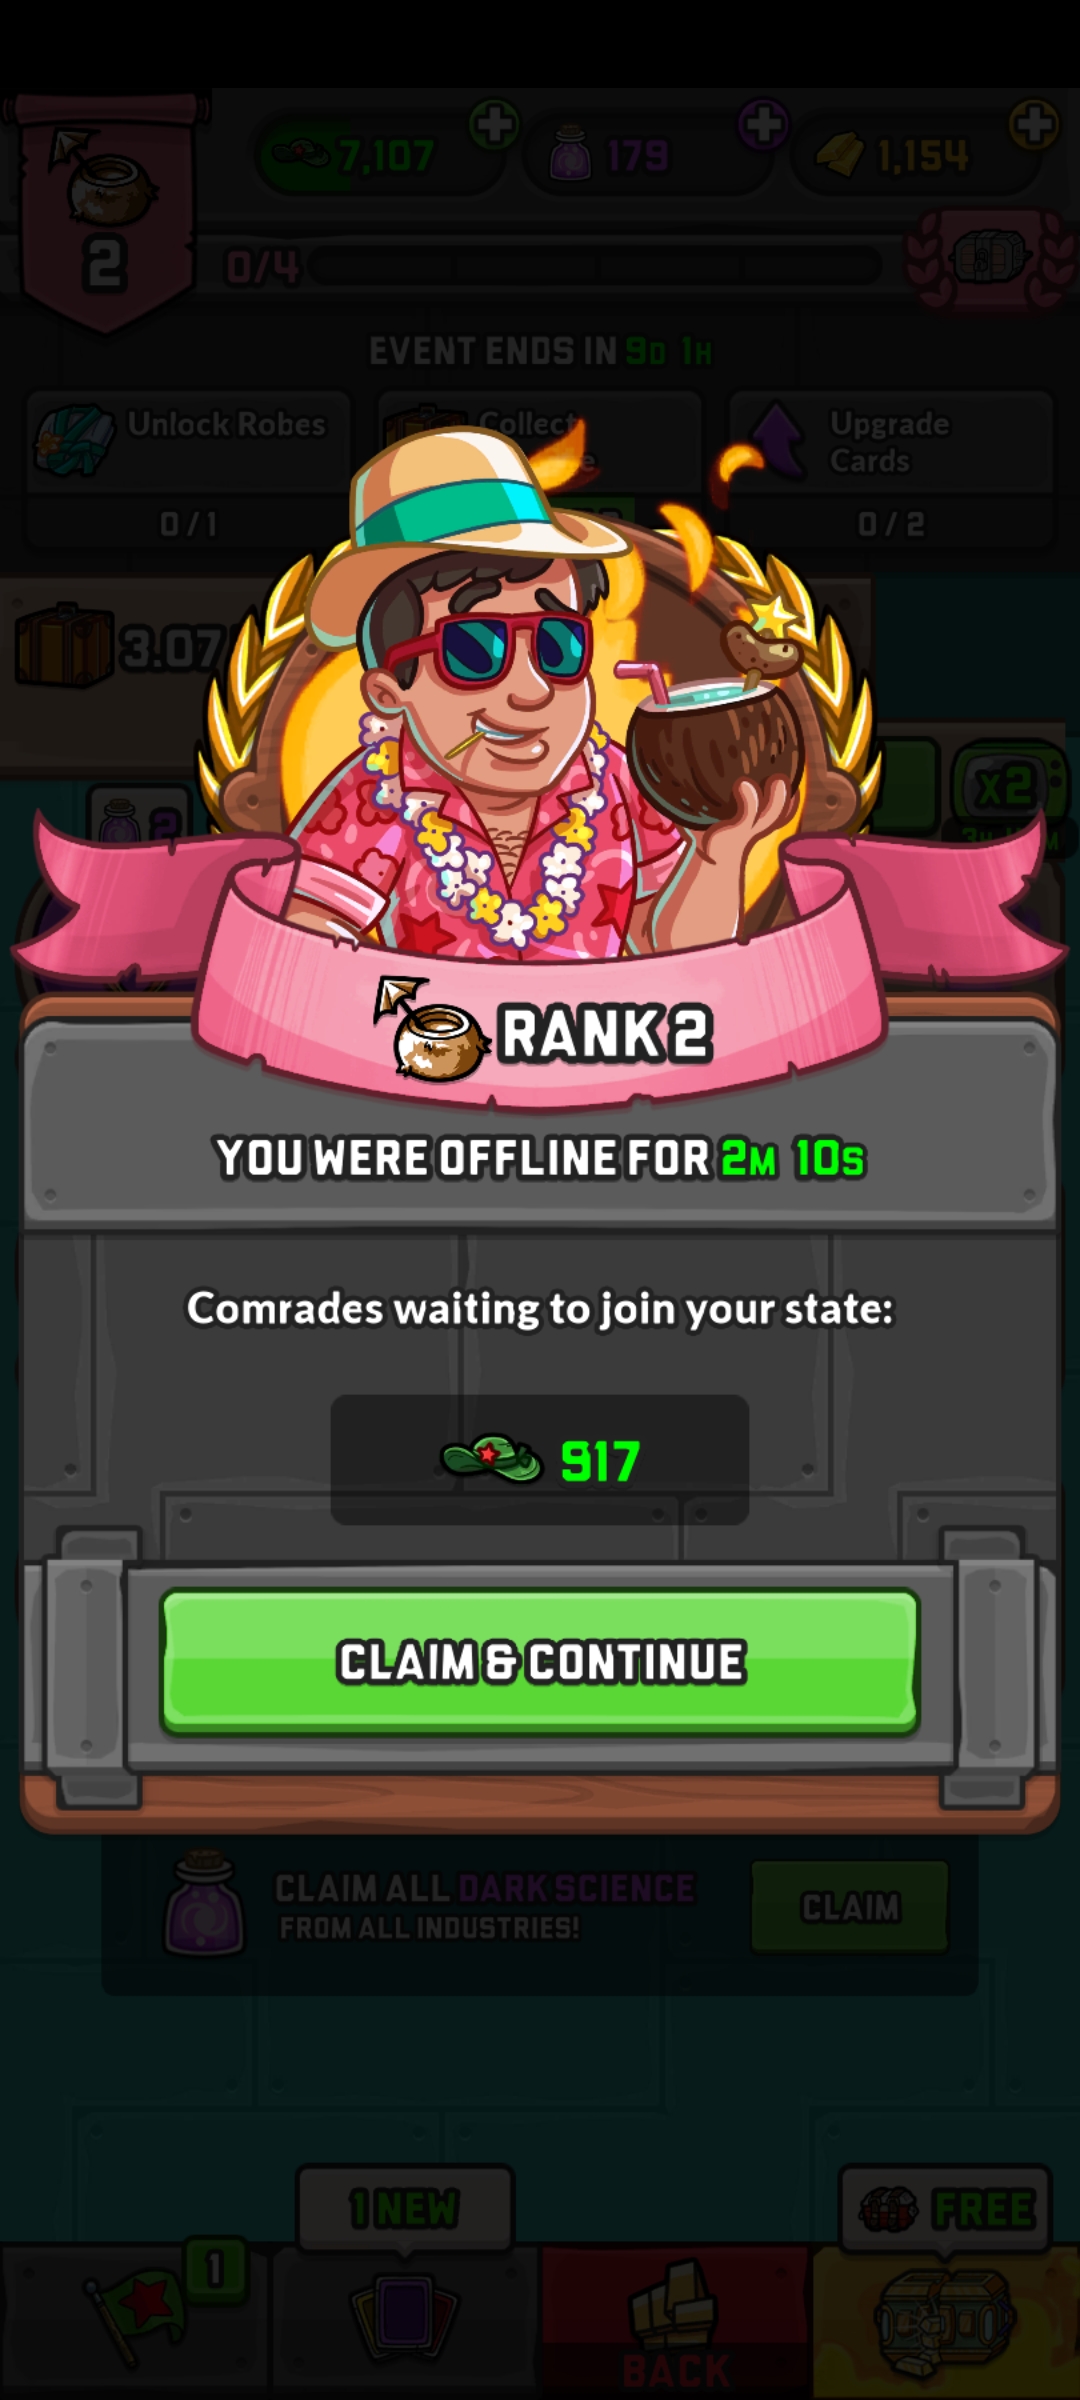 7,107
179
1,154
2
0/4
EVENT ENDS IN 9D 1H
Unlock Robes
Collect
Upgrade
Cards
0 / 1
0 / 2
3.07
2
X2
RANK 2
YOU WERE OFFLINE FOR 2M 10S
Comrades waiting to join your state:
917
CLAIM & CONTINUE
CLAIM ALL DARK SCIENCE
FROM ALL INDUSTRIES!
CLAIM
1 NEW
FREE
1
BACK